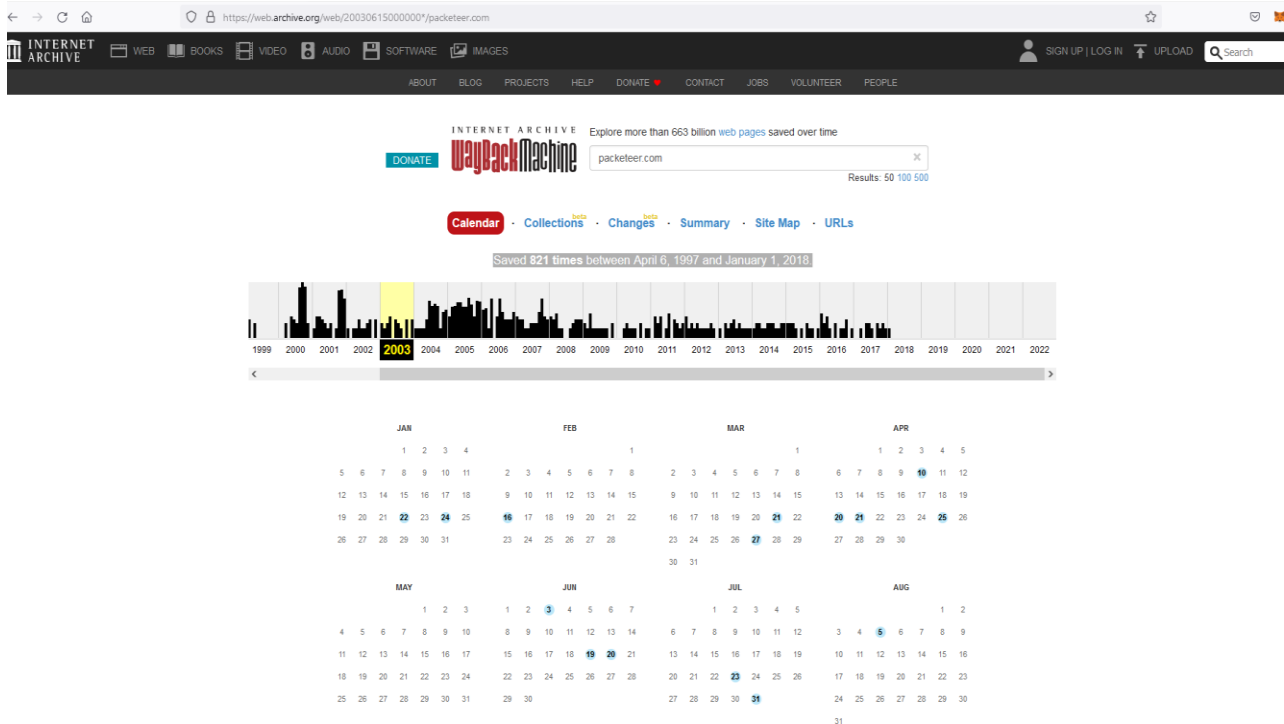 https://web.archive.org/web/20030615000000*/packeteer.com
INTERNET ARCHIVE WEB BOOKS VIDEO AUDIO SOFTWARE IMAGES SIGN UP | LOG IN UPLOAD Search
ABOUT BLOG PROJECTS HELP DONATE CONTACT JOBS VOLUNTEER PEOPLE
INTERNET ARCHIVE Explore more than 663 billion web pages saved over time
DONATE WayBackMachine packeteer.com ×
Results: 50 100 500
Calendar · Collections beta · Changes beta · Summary · Site Map · URLs
Saved 821 times between April 6, 1997 and January 1, 2018.
1999 2000 2001 2002 2003 2004 2005 2006 2007 2008 2009 2010 2011 2012 2013 2014 2015 2016 2017 2018 2019 2020 2021 2022
JAN FEB MAR APR
1 2 3 4 1 1 1 2 3 4 5
5 6 7 8 9 10 11 2 3 4 5 6 7 8 2 3 4 5 6 7 8 6 7 8 9 10 11 12
12 13 14 15 16 17 18 9 10 11 12 13 14 15 9 10 11 12 13 14 15 13 14 15 16 17 18 19
19 20 21 22 23 24 25 16 17 18 19 20 21 22 16 17 18 19 20 21 22 20 21 22 23 24 25 26
26 27 28 29 30 31 23 24 25 26 27 28 23 24 25 26 27 28 29 27 28 29 30
30 31
MAY JUN JUL AUG
1 2 3 1 2 3 4 5 6 7 1 2 3 4 5 1 2
4 5 6 7 8 9 10 8 9 10 11 12 13 14 6 7 8 9 10 11 12 3 4 5 6 7 8 9
11 12 13 14 15 16 17 15 16 17 18 19 20 21 13 14 15 16 17 18 19 10 11 12 13 14 15 16
18 19 20 21 22 23 24 22 23 24 25 26 27 28 20 21 22 23 24 25 26 17 18 19 20 21 22 23
25 26 27 28 29 30 31 29 30 27 28 29 30 31 24 25 26 27 28 29 30
31